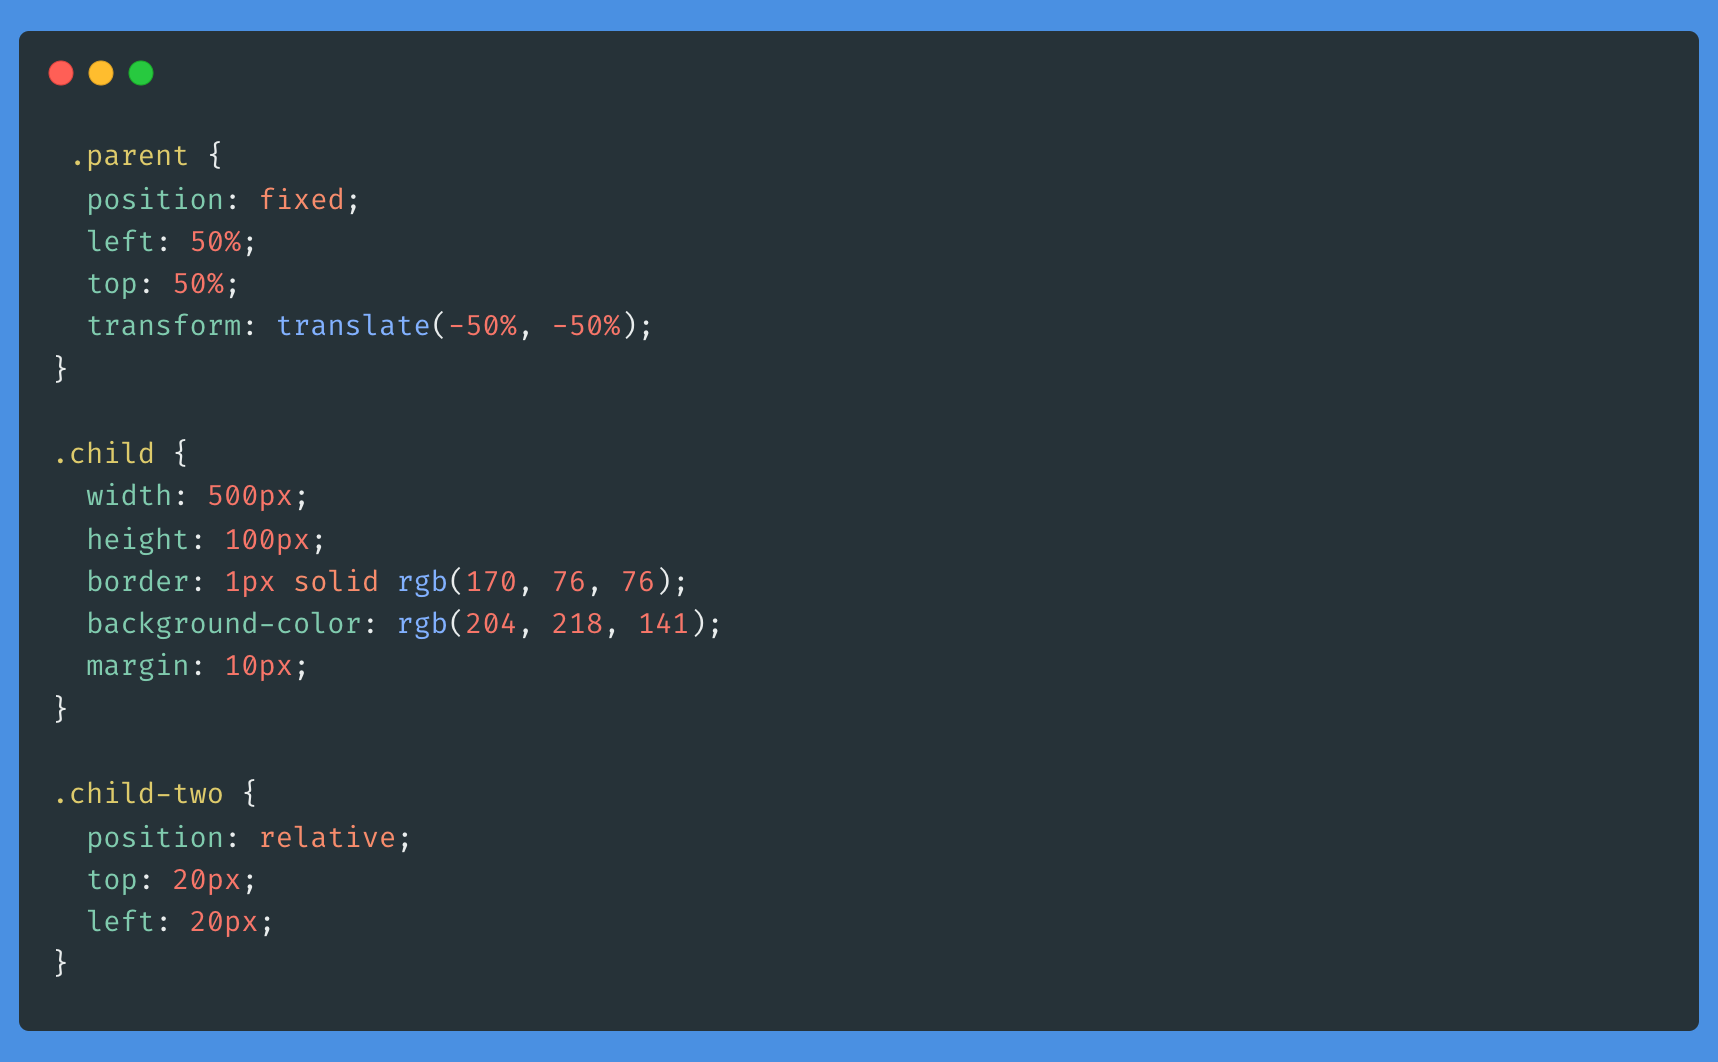 .parent {
position: fixed;
left: 50%;
top: 50%;
transform: translate(-50%, -50%);
}
.child {
width: 500px;
height: 100px;
border: 1px solid rgb(170, 76, 76);
background-color: rgb(204, 218, 141);
margin: 10px;
}
.child-two {
position: relative;
top: 20px;
left: 20px;
}